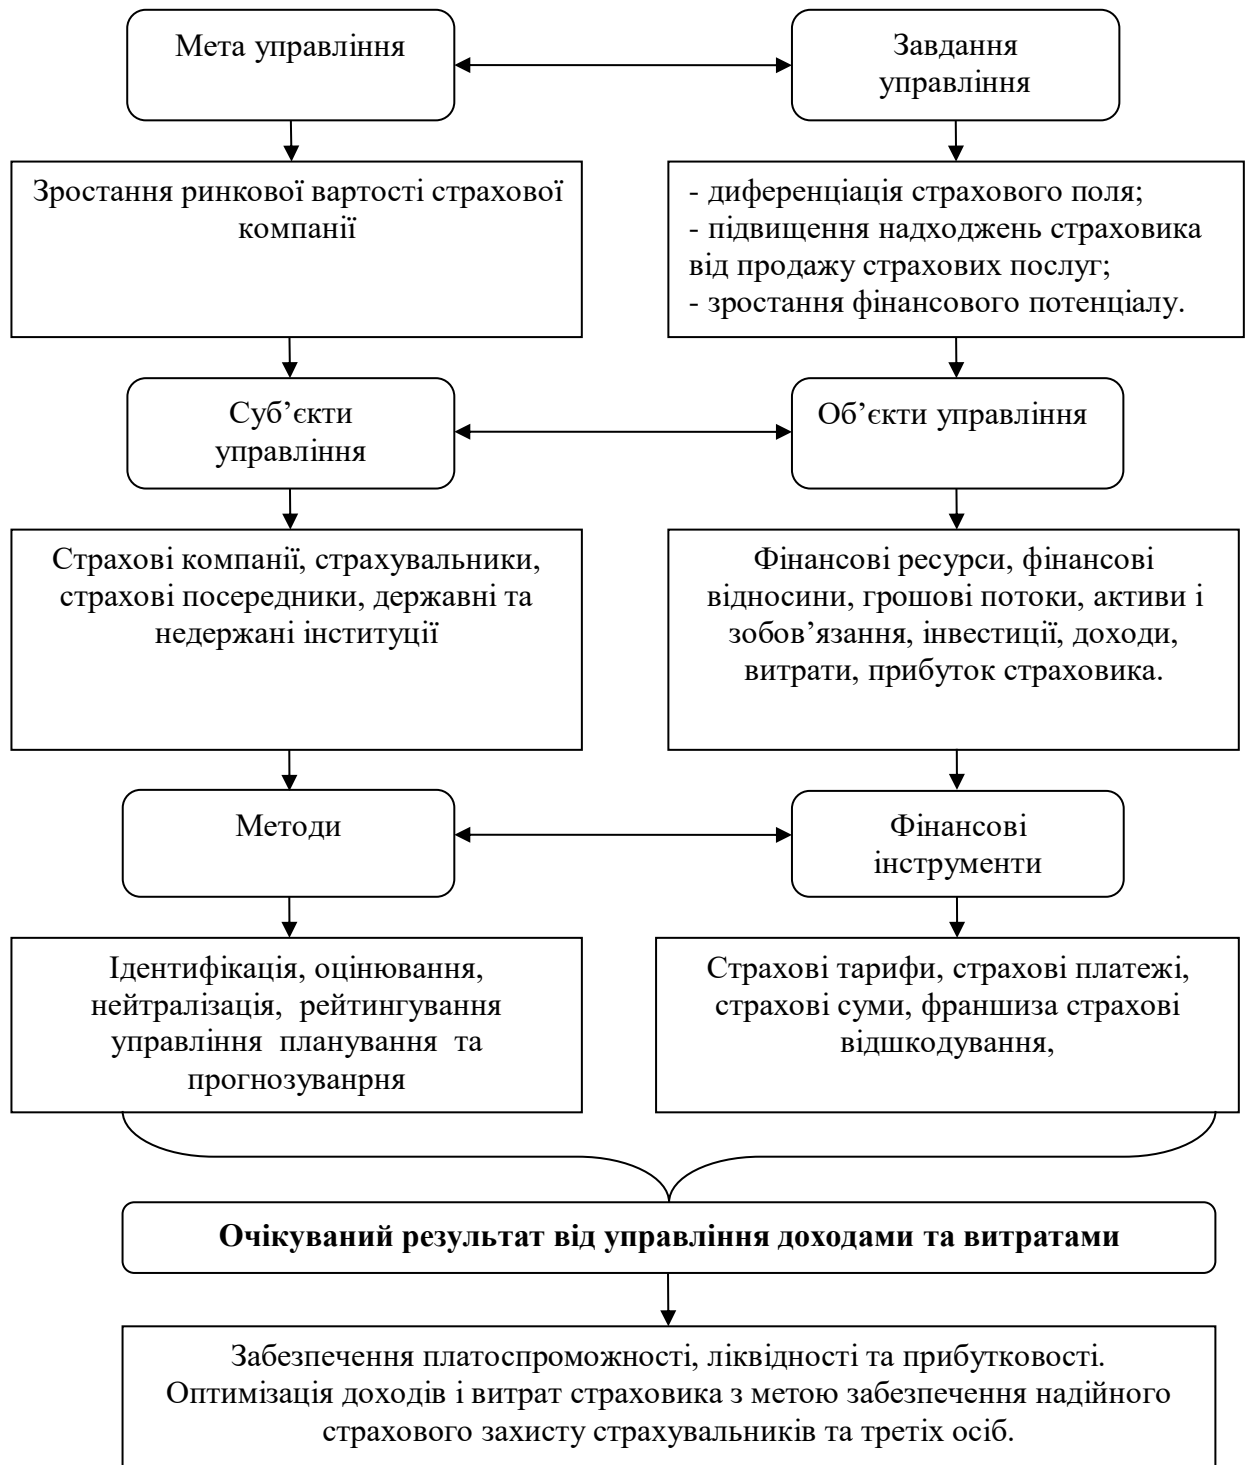 Мета управління
Завдання
управління
Зростання ринкової вартості страхової
компанії
- диференціація страхового поля;
- підвищення надходжень страховика
від продажу страхових послуг;
- зростання фінансового потенціалу.
Суб’єкти
управління
Об’єкти управління
Страхові компанії, страхувальники,
страхові посередники, державні та
недержані інституції
Фінансові ресурси, фінансові
відносини, грошові потоки, активи і
зобов’язання, інвестиції, доходи,
витрати, прибуток страховика.
Методи
Фінансові
інструменти
Ідентифікація, оцінювання,
нейтралізація, рейтингування
управління планування та
прогнозуванрня
Страхові тарифи, страхові платежі,
страхові суми, франшиза страхові
відшкодування,
Очікуваний результат від управління доходами та витратами
Забезпечення платоспроможності, ліквідності та прибутковості.
Оптимізація доходів і витрат страховика з метою забезпечення надійного
страхового захисту страхувальників та третіх осіб.